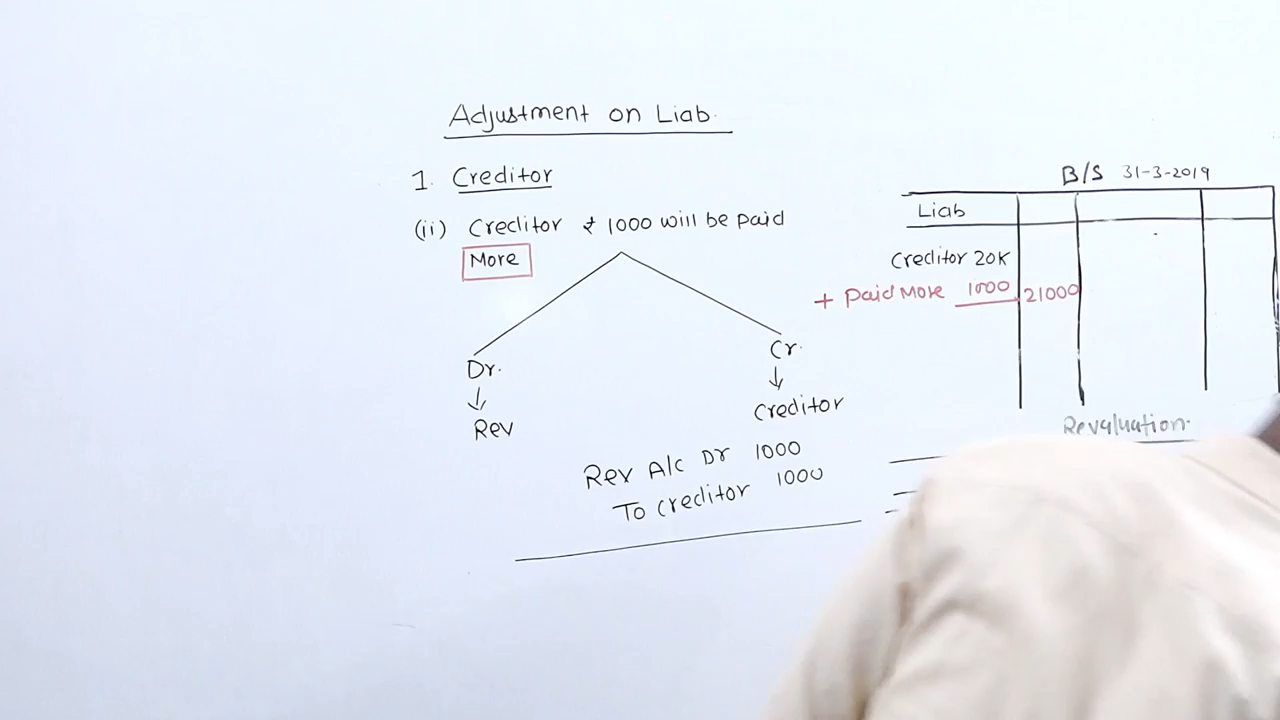 Adjustment on Liab.
1. Creditor
(ii) Creditor ₹ 1000 will be paid
More
Dr.
Rev
Cr.
Creditor
Rev A/c Dr 1000
To creditor 1000
B/S 31-3-2019
Liab
Creditor 20K
+ Paid More 1000 21000
Revaluation.